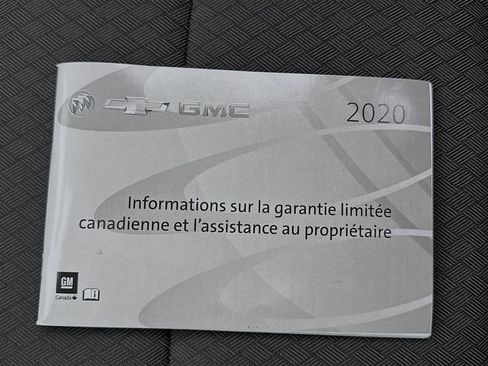 GMC 2020
Informations sur la garantie limitée
canadienne et l'assistance au propriétaire
GM
Canada